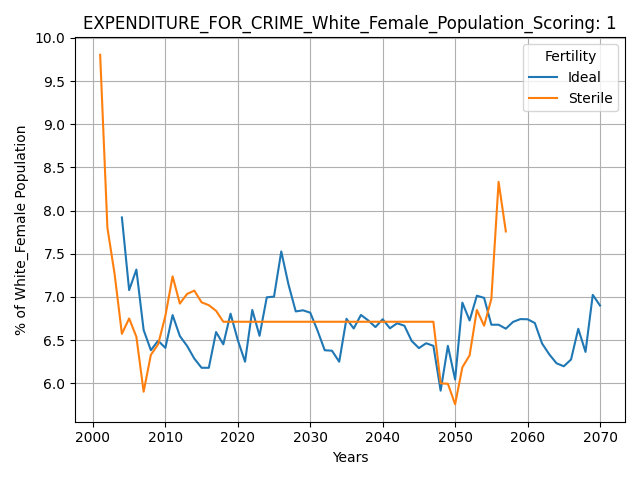 EXPENDITURE_FOR_CRIME_White_Female_Population_Scoring: 1
% of White_Female Population
10.0
9.5
9.0
8.5
8.0
7.5
7.0
6.5
6.0
Fertility
Ideal
Sterile
2000 2010 2020 2030 2040 2050 2060 2070
Years